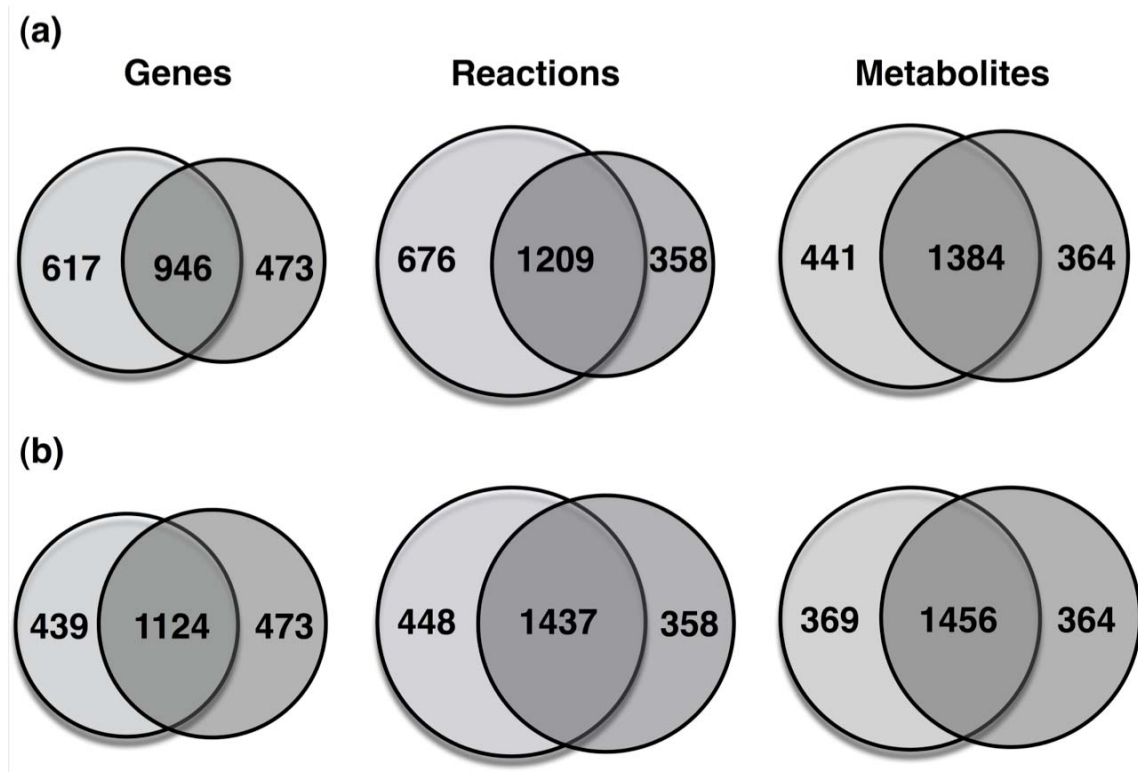 (a)
Genes Reactions Metabolites
617 946 473 676 1209 358 441 1384 364
(b)
439 1124 473 448 1437 358 369 1456 364